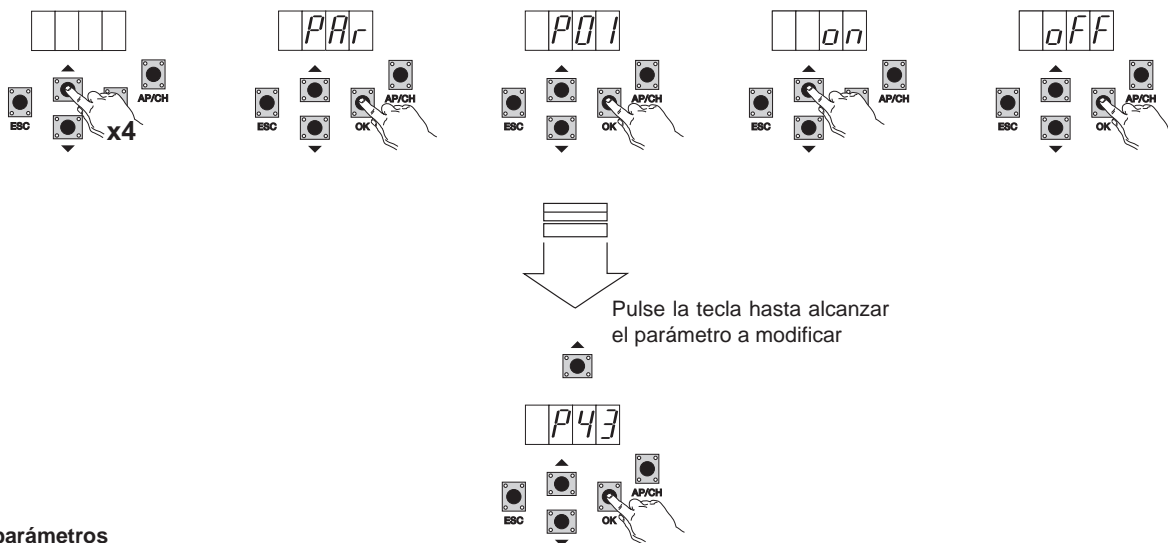 PAr
P01
on
oFF
AP/CH
AP/CH
AP/CH
AP/CH
AP/CH
ESC
x4
ESC
OK
ESC
OK
ESC
ESC
OK
Pulse la tecla hasta alcanzar
el parámetro a modificar
P43
AP/CH
ESC
OK
parámetros